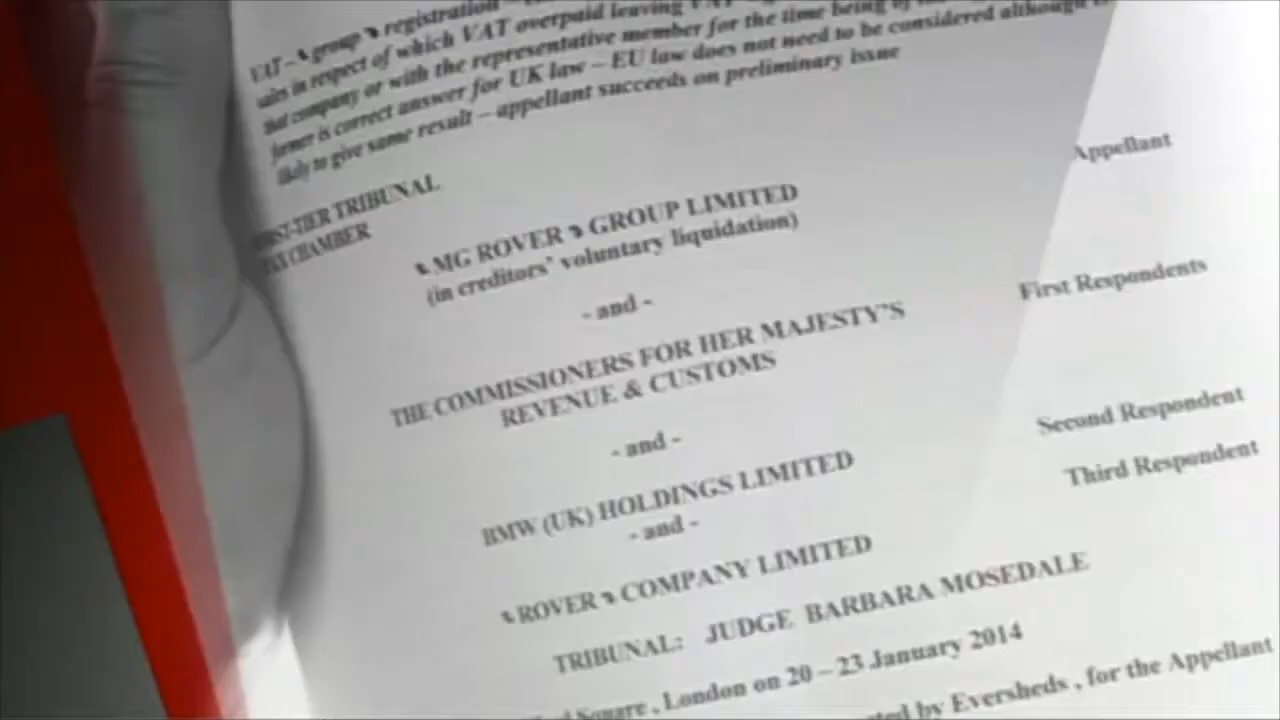 VAT – group registration –
sales in respect of which VAT overpaid leaving VAT
that company or with the representative member for the time being of
former is correct answer for UK law – EU law does not need to be considered although
likely to give same result – appellant succeeds on preliminary issue
FIRST-TIER TRIBUNAL
TAX CHAMBER
MG ROVER GROUP LIMITED
(in creditors' voluntary liquidation)
Appellant
- and -
THE COMMISSIONERS FOR HER MAJESTY'S
REVENUE & CUSTOMS
First Respondents
- and -
BMW (UK) HOLDINGS LIMITED
Second Respondent
- and -
Third Respondent
ROVER COMPANY LIMITED
TRIBUNAL: JUDGE BARBARA MOSEDALE
Square , London on 20 – 23 January 2014
by Eversheds , for the Appellant